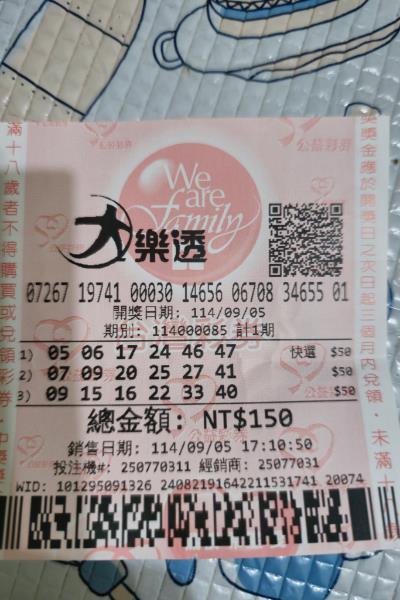 公益彩券
We are Family
大樂透
07267 19741 00030 14656 06708 34655 01
開獎日期: 114/09/05
期別: 114000085 計1期
1) 05 06 17 24 46 47 快選 $50
2) 07 09 20 25 27 41 $50
3) 09 15 16 22 33 40 $50
總金額: NT$150
銷售日期: 114/09/05 17:10:50
投注機#: 250770311 經銷商: 25077031
WID: 101295091326 24082191642211531741 20074
滿十八歲者不得購買或兌領彩券
獎金應於開獎日之次日起三個月內兌領・未滿十